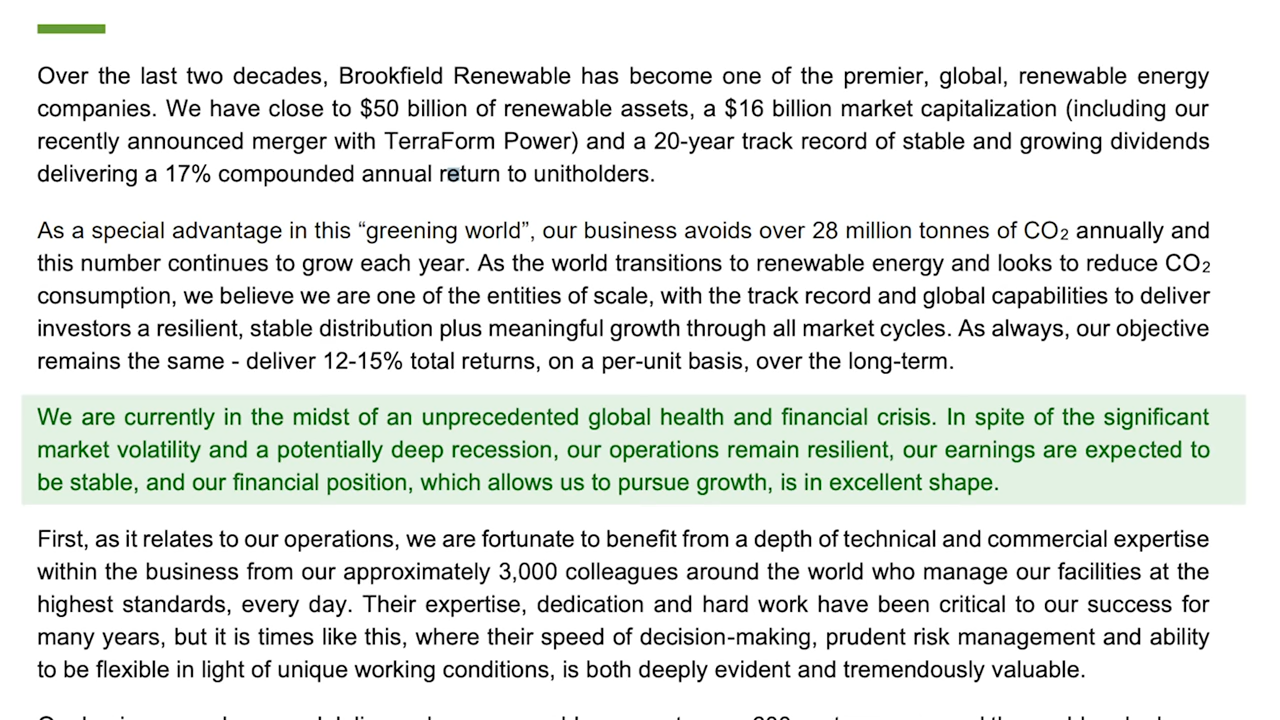 Over the last two decades, Brookfield Renewable has become one of the premier, global, renewable energy
companies. We have close to $50 billion of renewable assets, a $16 billion market capitalization (including our
recently announced merger with TerraForm Power) and a 20-year track record of stable and growing dividends
delivering a 17% compounded annual return to unitholders.
As a special advantage in this “greening world”, our business avoids over 28 million tonnes of CO₂ annually and
this number continues to grow each year. As the world transitions to renewable energy and looks to reduce CO₂
consumption, we believe we are one of the entities of scale, with the track record and global capabilities to deliver
investors a resilient, stable distribution plus meaningful growth through all market cycles. As always, our objective
remains the same - deliver 12-15% total returns, on a per-unit basis, over the long-term.
We are currently in the midst of an unprecedented global health and financial crisis. In spite of the significant
market volatility and a potentially deep recession, our operations remain resilient, our earnings are expected to
be stable, and our financial position, which allows us to pursue growth, is in excellent shape.
First, as it relates to our operations, we are fortunate to benefit from a depth of technical and commercial expertise
within the business from our approximately 3,000 colleagues around the world who manage our facilities at the
highest standards, every day. Their expertise, dedication and hard work have been critical to our success for
many years, but it is times like this, where their speed of decision-making, prudent risk management and ability
to be flexible in light of unique working conditions, is both deeply evident and tremendously valuable.